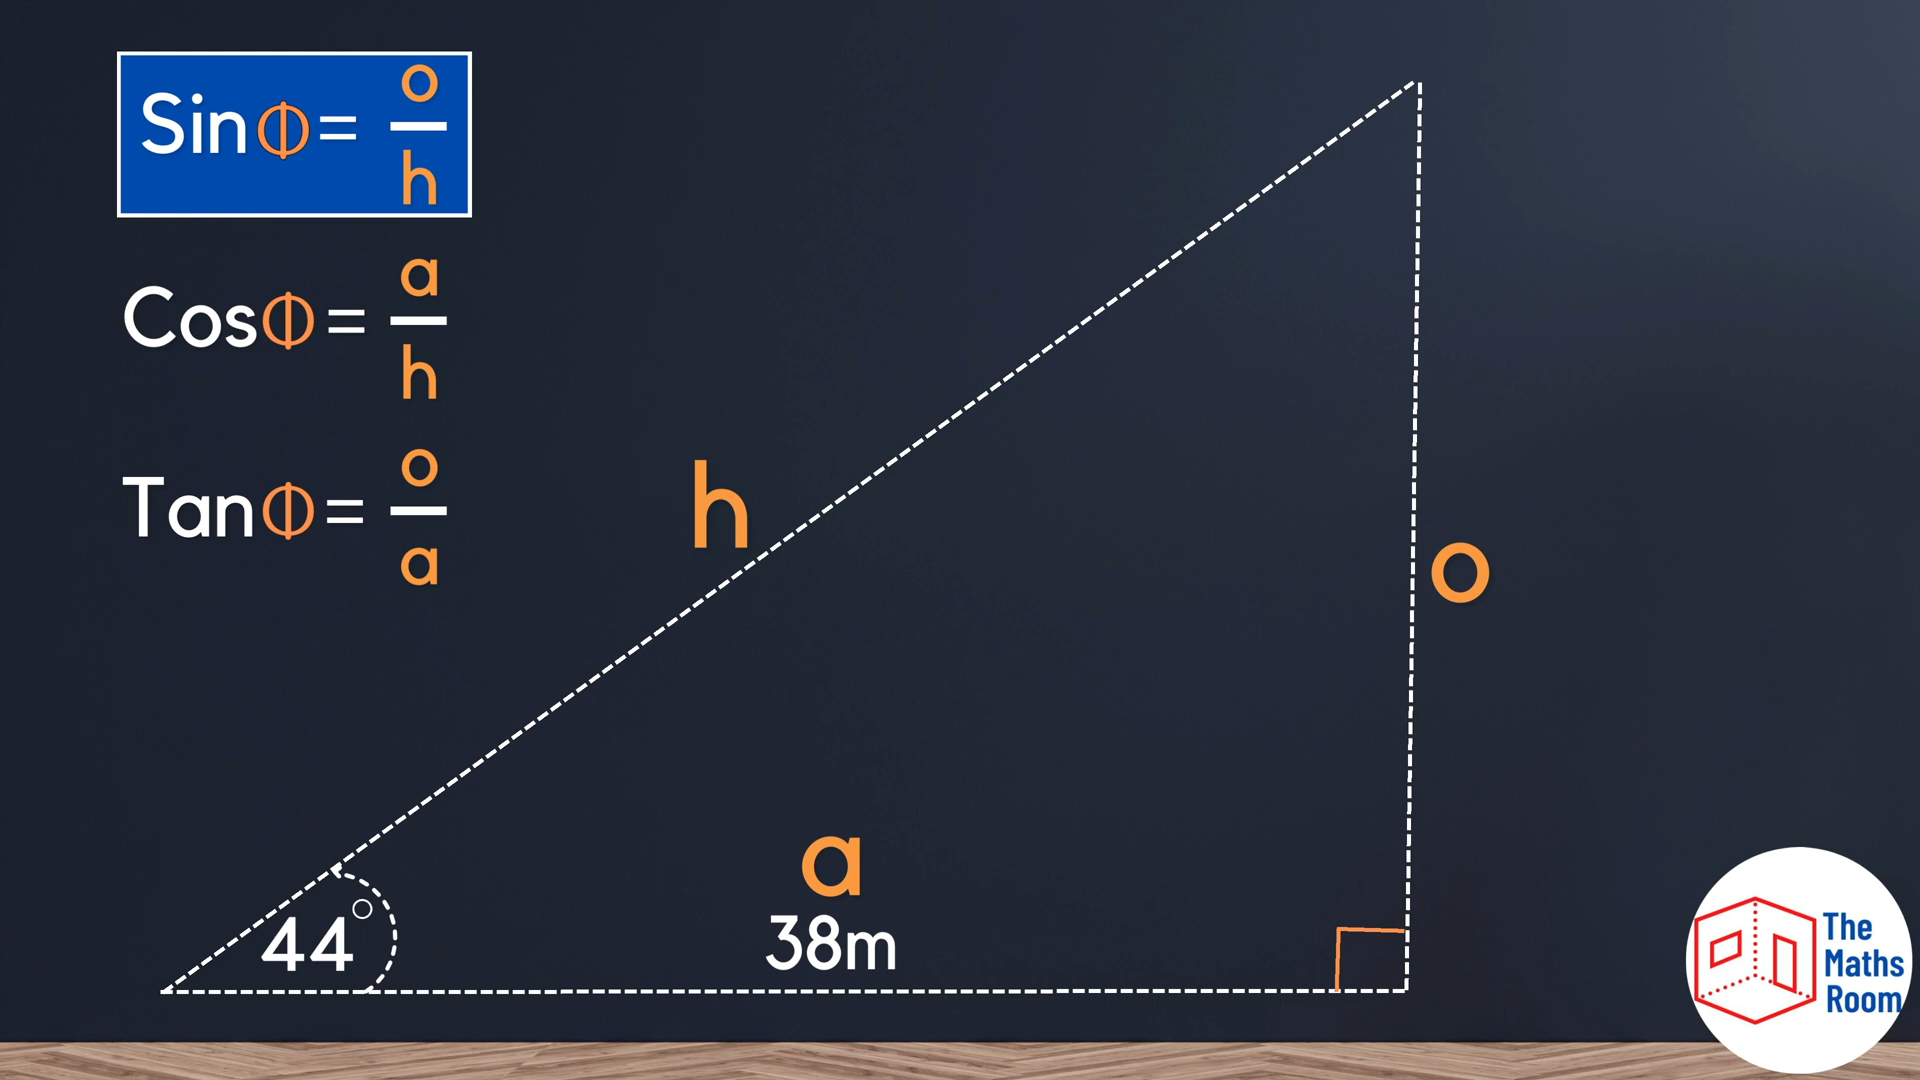 SinΦ= o/h
CosΦ= a/h
TanΦ= o/a
h
o
a
44°
38m
The
Maths
Room